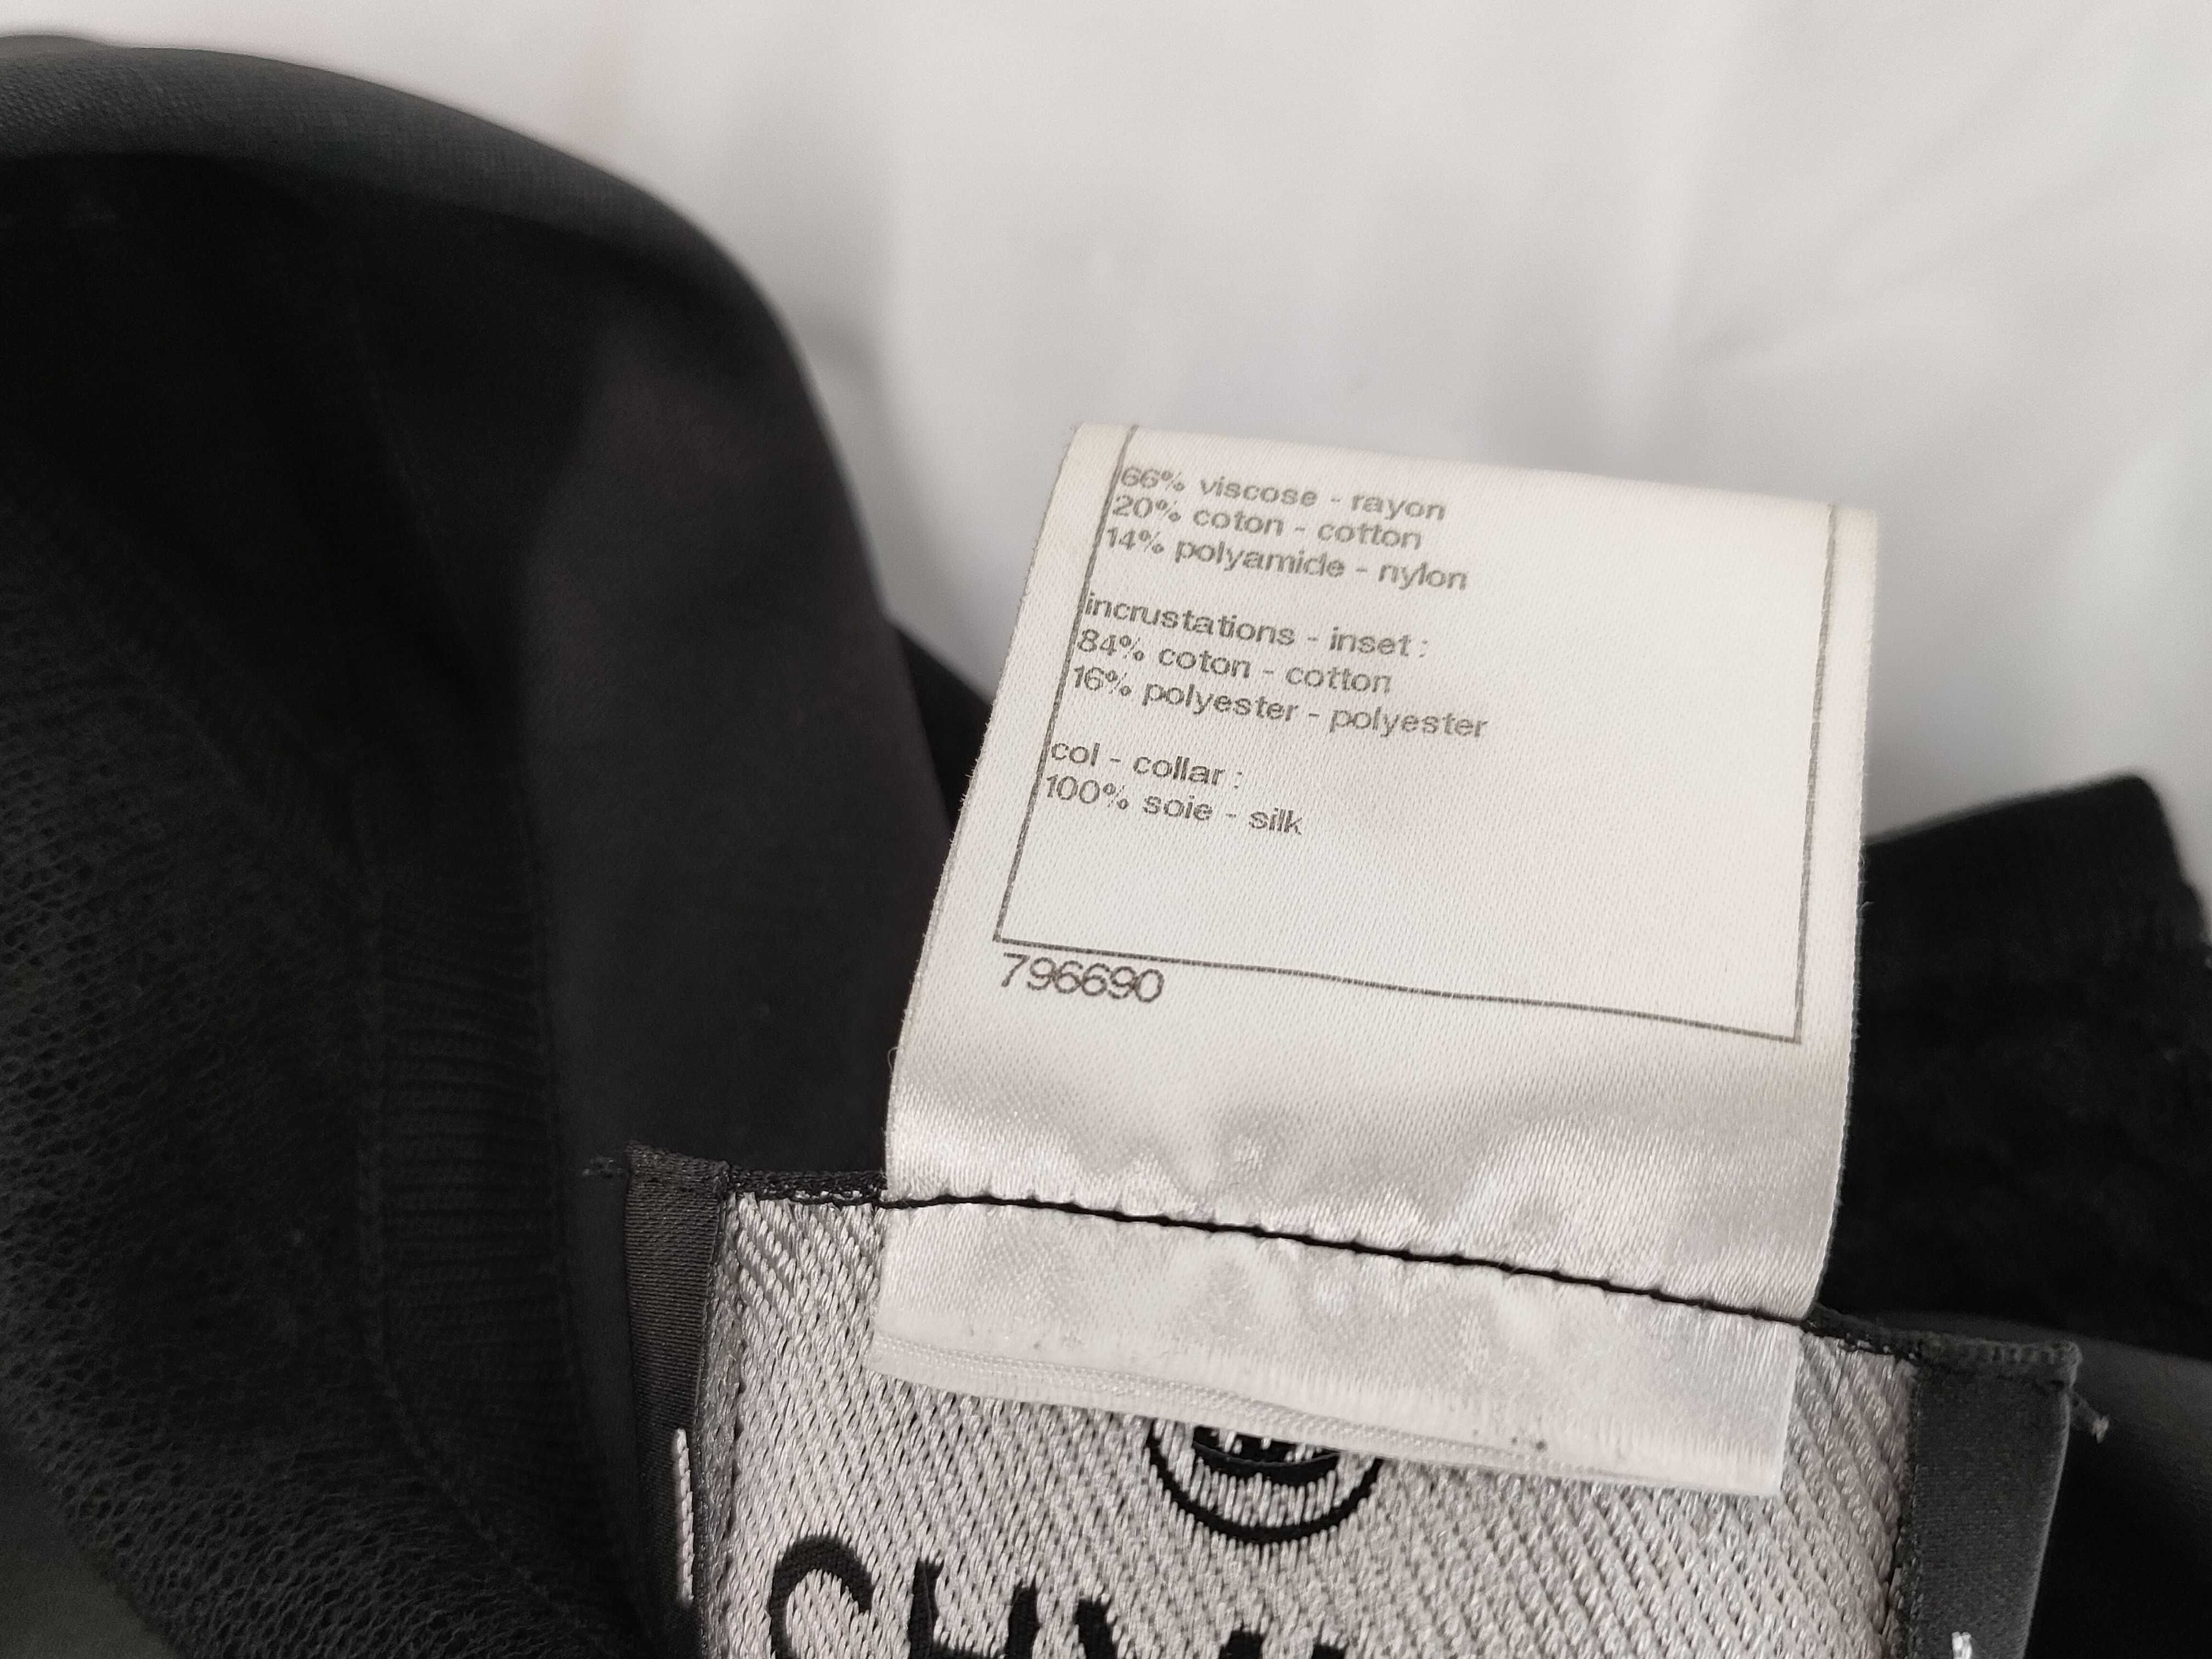 66% viscose - rayon
20% coton - cotton
14% polyamide - nylon
incrustations - inset :
84% coton - cotton
16% polyester - polyester
col - collar :
100% soie - silk
796690